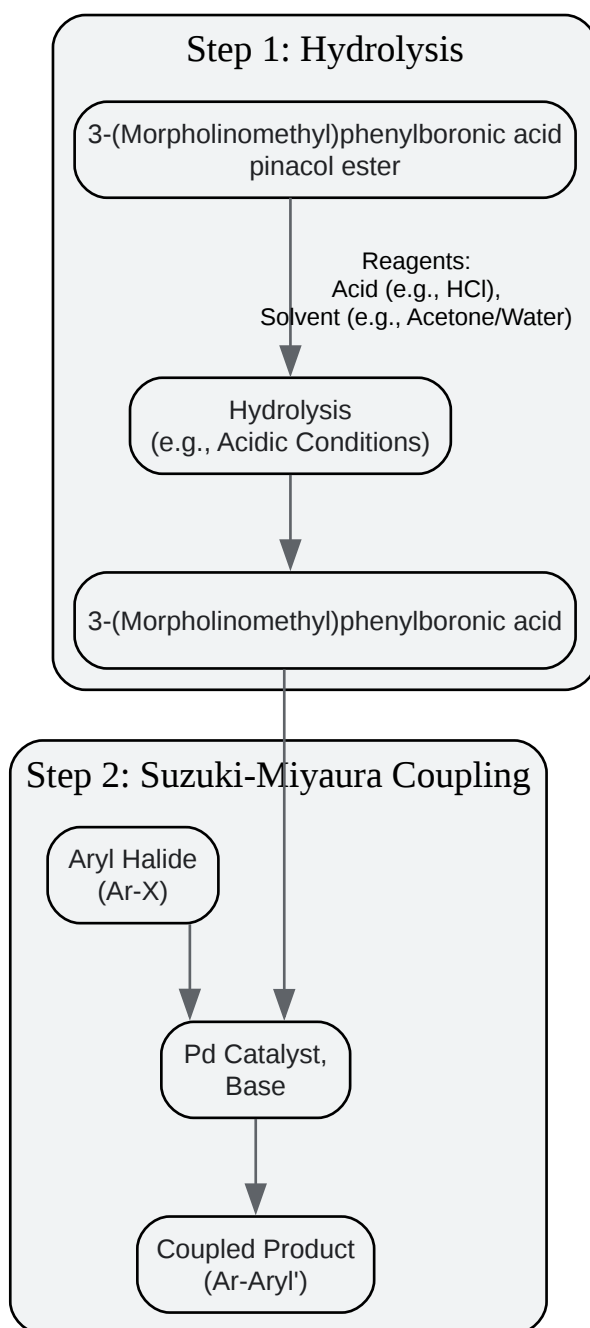 Step 1: Hydrolysis
3-(Morpholinomethyl)phenylboronic acid
pinacol ester
Reagents:
Acid (e.g., HCl),
Solvent (e.g., Acetone/Water)
Hydrolysis
(e.g., Acidic Conditions)
3-(Morpholinomethyl)phenylboronic acid
Step 2: Suzuki-Miyaura Coupling
Aryl Halide
(Ar-X)
Pd Catalyst,
Base
Coupled Product
(Ar-Aryl')